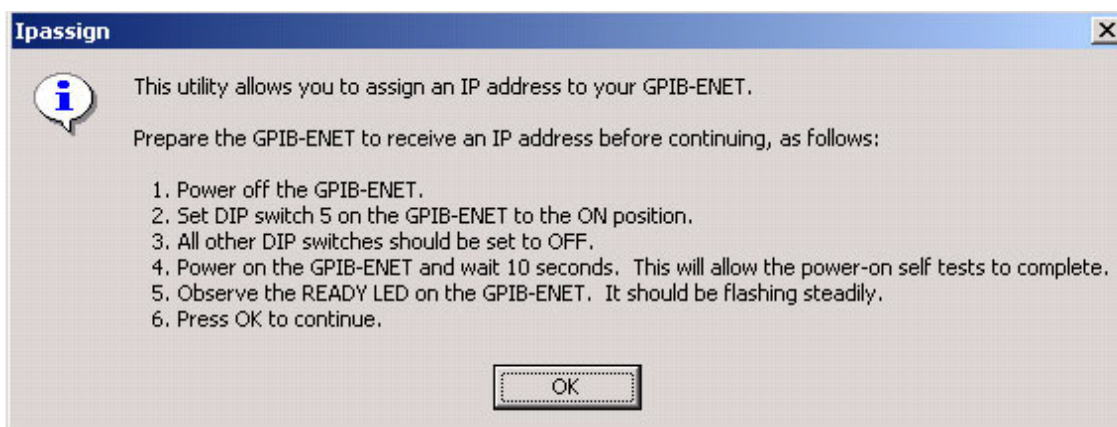 Ipassign
This utility allows you to assign an IP address to your GPIB-ENET.
Prepare the GPIB-ENET to receive an IP address before continuing, as follows:
1. Power off the GPIB-ENET.
2. Set DIP switch 5 on the GPIB-ENET to the ON position.
3. All other DIP switches should be set to OFF.
4. Power on the GPIB-ENET and wait 10 seconds.  This will allow the power-on self tests to complete.
5. Observe the READY LED on the GPIB-ENET.  It should be flashing steadily.
6. Press OK to continue.
OK